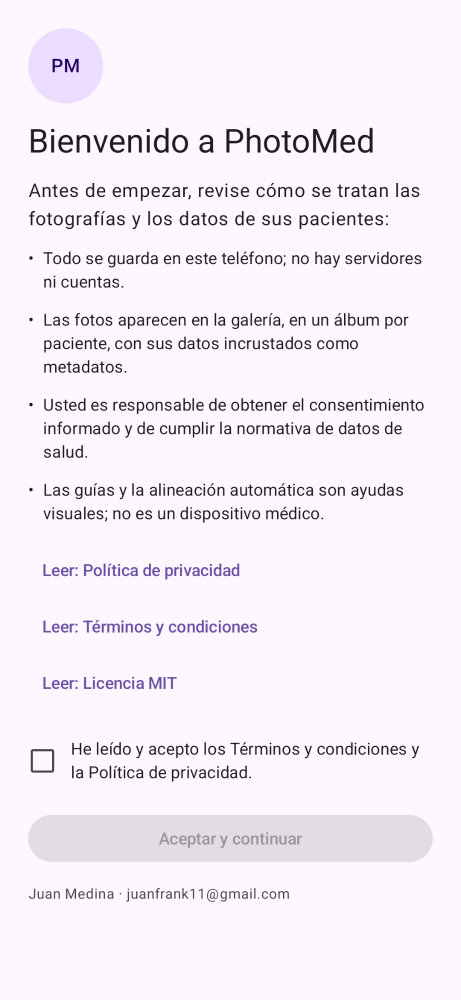 PM
Bienvenido a PhotoMed
Antes de empezar, revise cómo se tratan las
fotografías y los datos de sus pacientes:
• Todo se guarda en este teléfono; no hay servidores
ni cuentas.
• Las fotos aparecen en la galería, en un álbum por
paciente, con sus datos incrustados como
metadatos.
• Usted es responsable de obtener el consentimiento
informado y de cumplir la normativa de datos de
salud.
• Las guías y la alineación automática son ayudas
visuales; no es un dispositivo médico.
Leer: Política de privacidad
Leer: Términos y condiciones
Leer: Licencia MIT
He leído y acepto los Términos y condiciones y
la Política de privacidad.
Aceptar y continuar
Juan Medina · juanfrank11@gmail.com